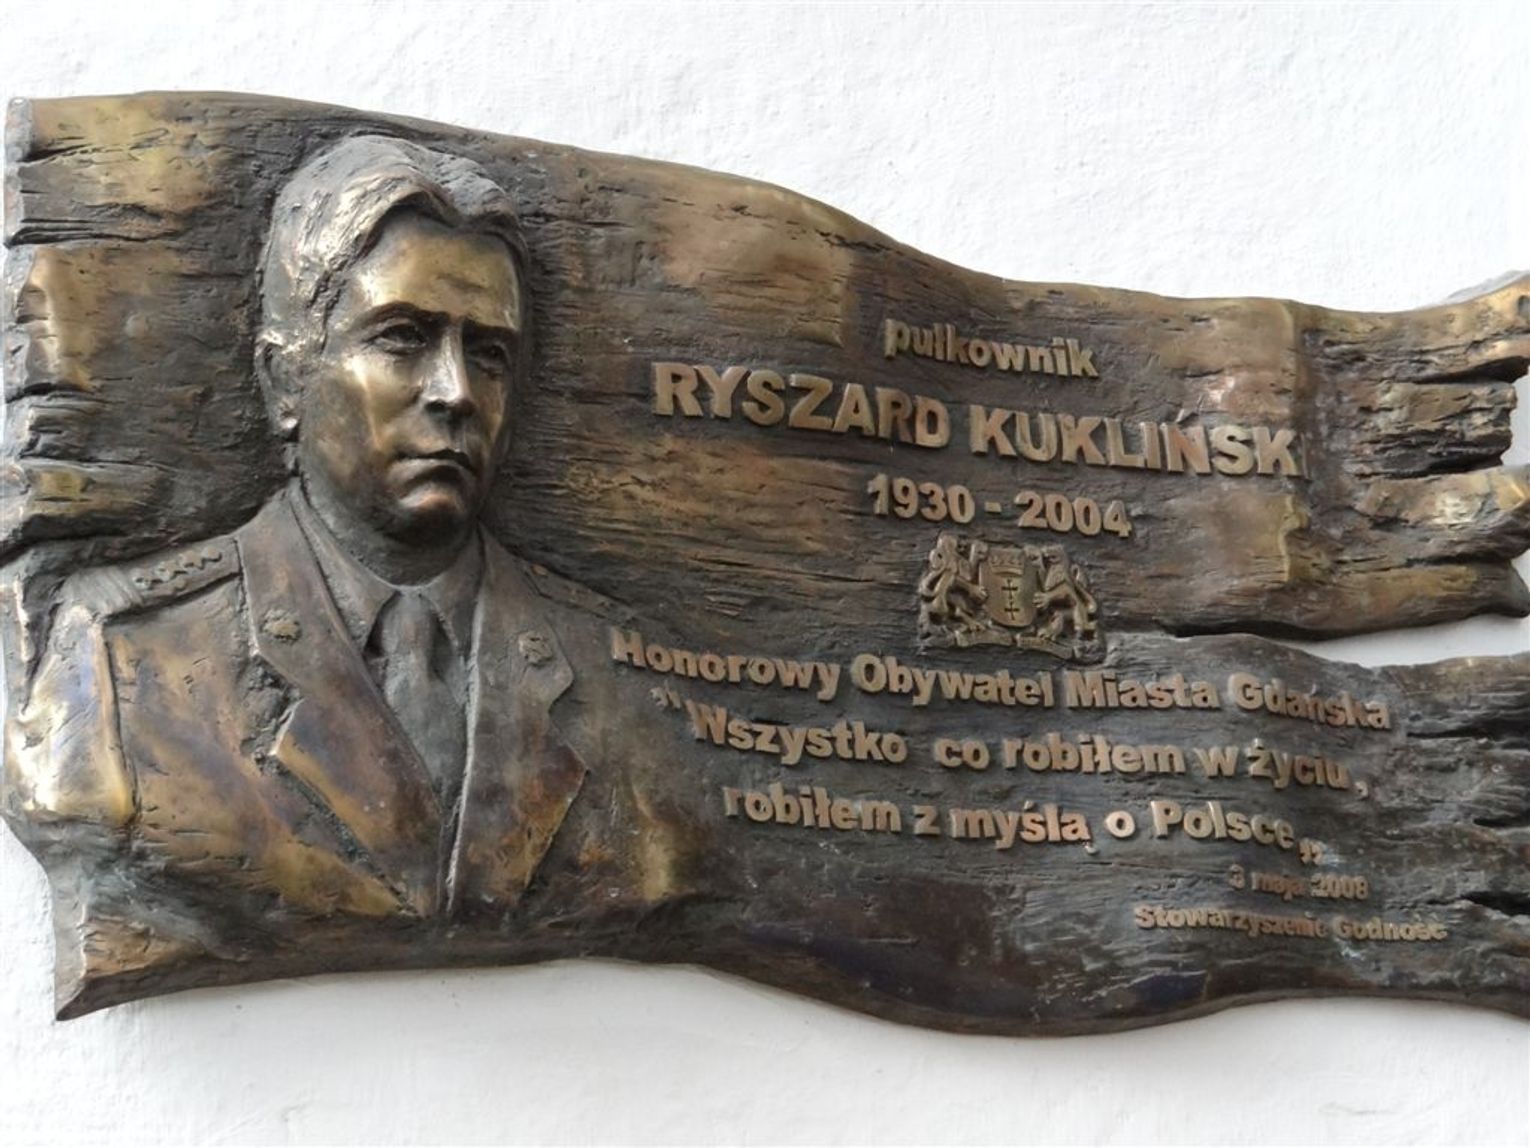 pułkownik
RYSZARD KUKLIŃSKI
1930 - 2004
Honorowy Obywatel Miasta Gdańska
"Wszystko co robiłem w życiu,
robiłem z myślą o Polsce„
3 maja 2008
Stowarzyszenie Godność